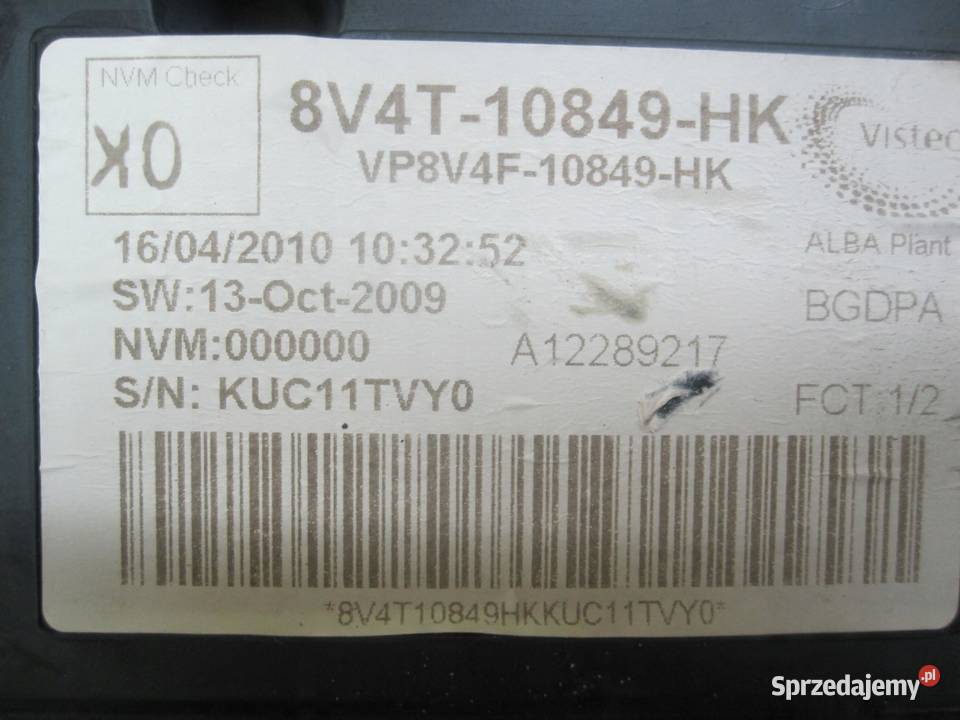 NVM Check
OK
8V4T-10849-HK
VP8V4F-10849-HK
Visteo
16/04/2010 10:32:52
ALBA Plant
SW:13-Oct-2009
BGDPA
NVM:000000
A12289217
S/N: KUC11TVY0
FCT:1/2
*8V4T10849HKKUC11TVY0*
Sprzedajemy.pl